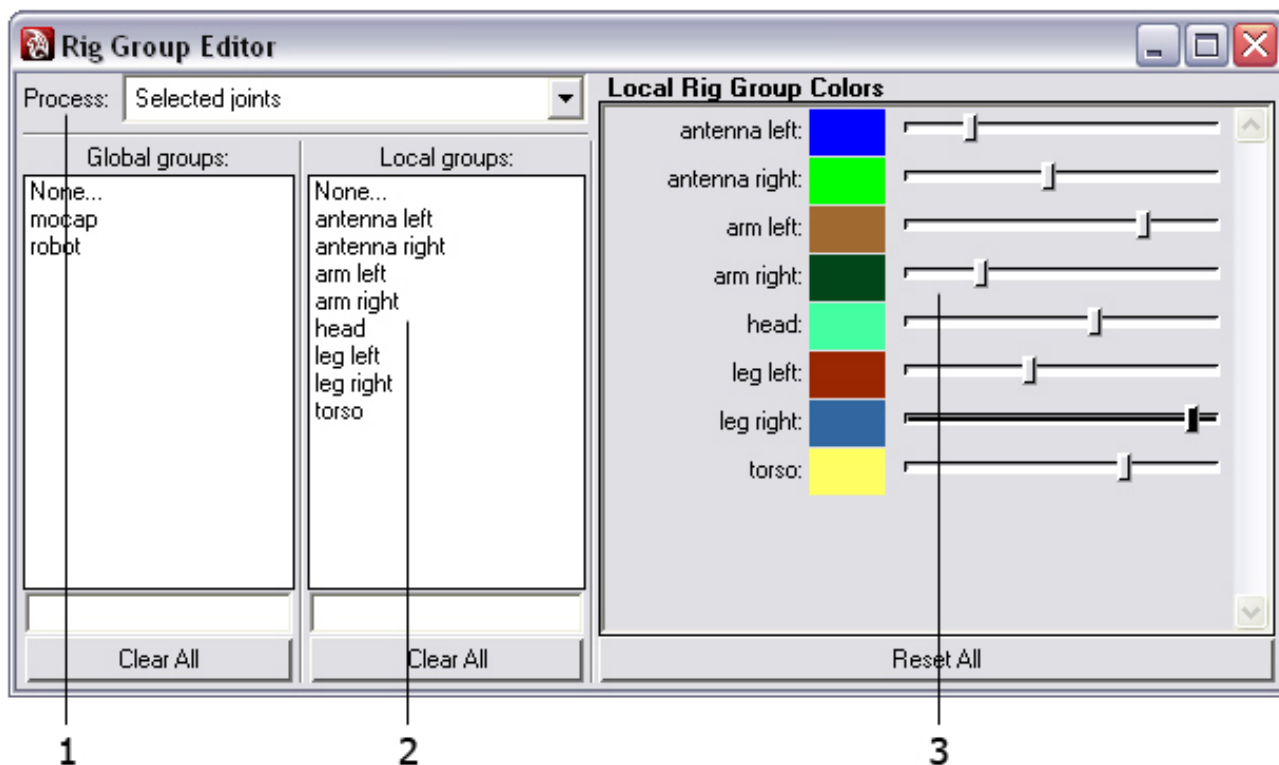 Rig Group Editor
Process: Selected joints
Global groups:
None...
mocap
robot
Clear All
Local groups:
None...
antenna left
antenna right
arm left
arm right
head
leg left
leg right
torso
Clear All
Local Rig Group Colors
antenna left:
antenna right:
arm left:
arm right:
head:
leg left:
leg right:
torso:
Reset All
1 2 3